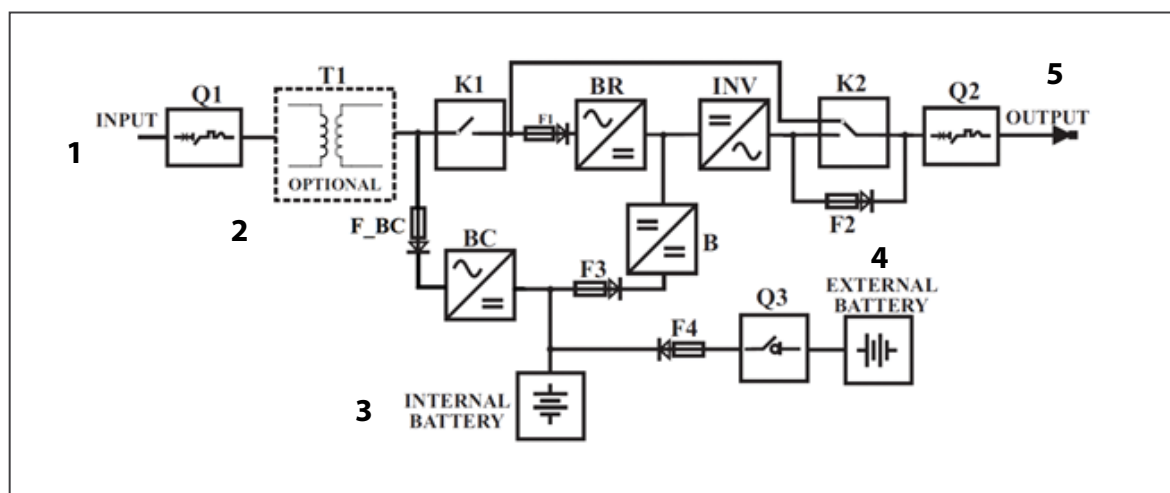 T1
K1
BR
INV
K2
Q2
5
OUTPUT
Q1
INPUT
1
F1
OPTIONAL
2
F_BC
BC
F3
B
F2
4
EXTERNAL
BATTERY
Q3
F4
3
INTERNAL
BATTERY